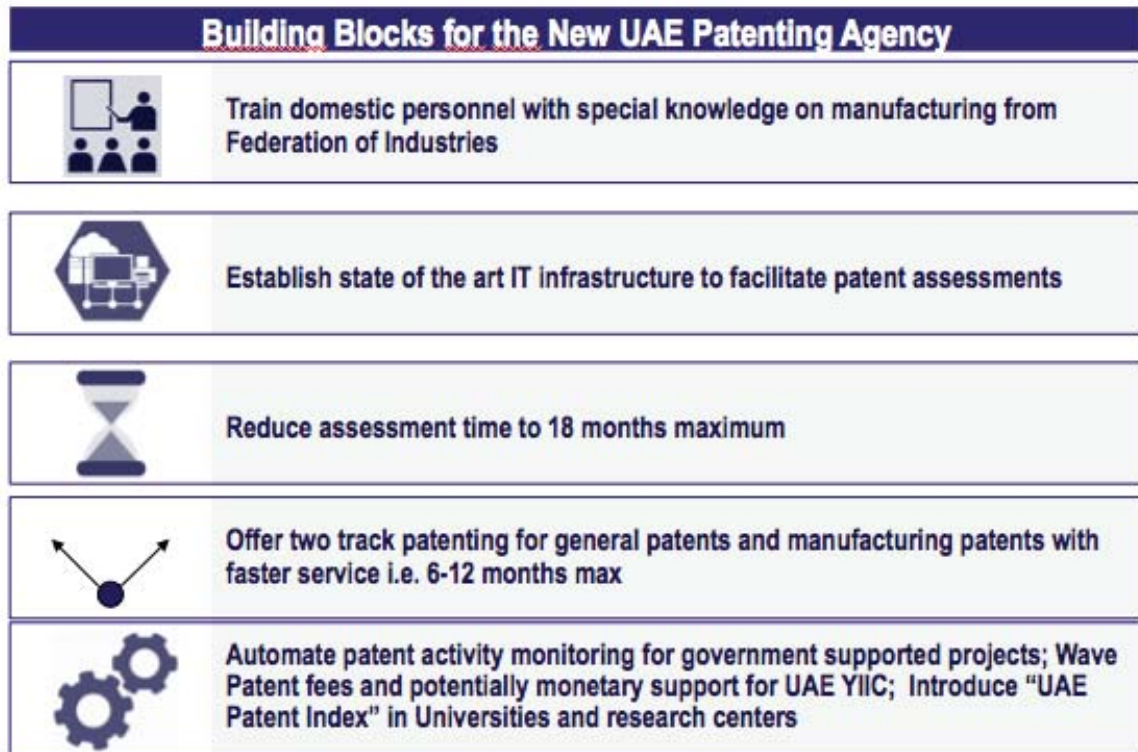 Building Blocks for the New UAE Patenting Agency
Train domestic personnel with special knowledge on manufacturing from
Federation of Industries
Establish state of the art IT infrastructure to facilitate patent assessments
Reduce assessment time to 18 months maximum
Offer two track patenting for general patents and manufacturing patents with
faster service i.e. 6-12 months max
Automate patent activity monitoring for government supported projects; Wave
Patent fees and potentially monetary support for UAE YIIC;  Introduce “UAE
Patent Index” in Universities and research centers